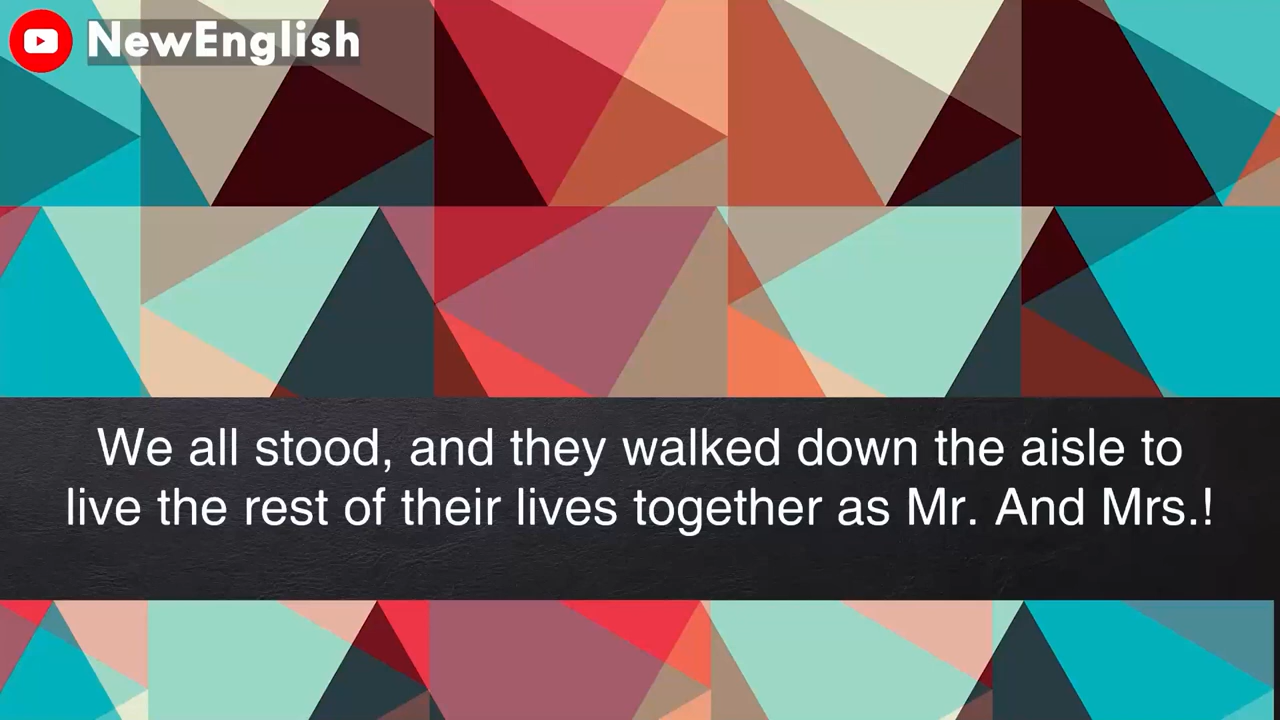 NewEnglish
We all stood, and they walked down the aisle to
live the rest of their lives together as Mr. And Mrs.!